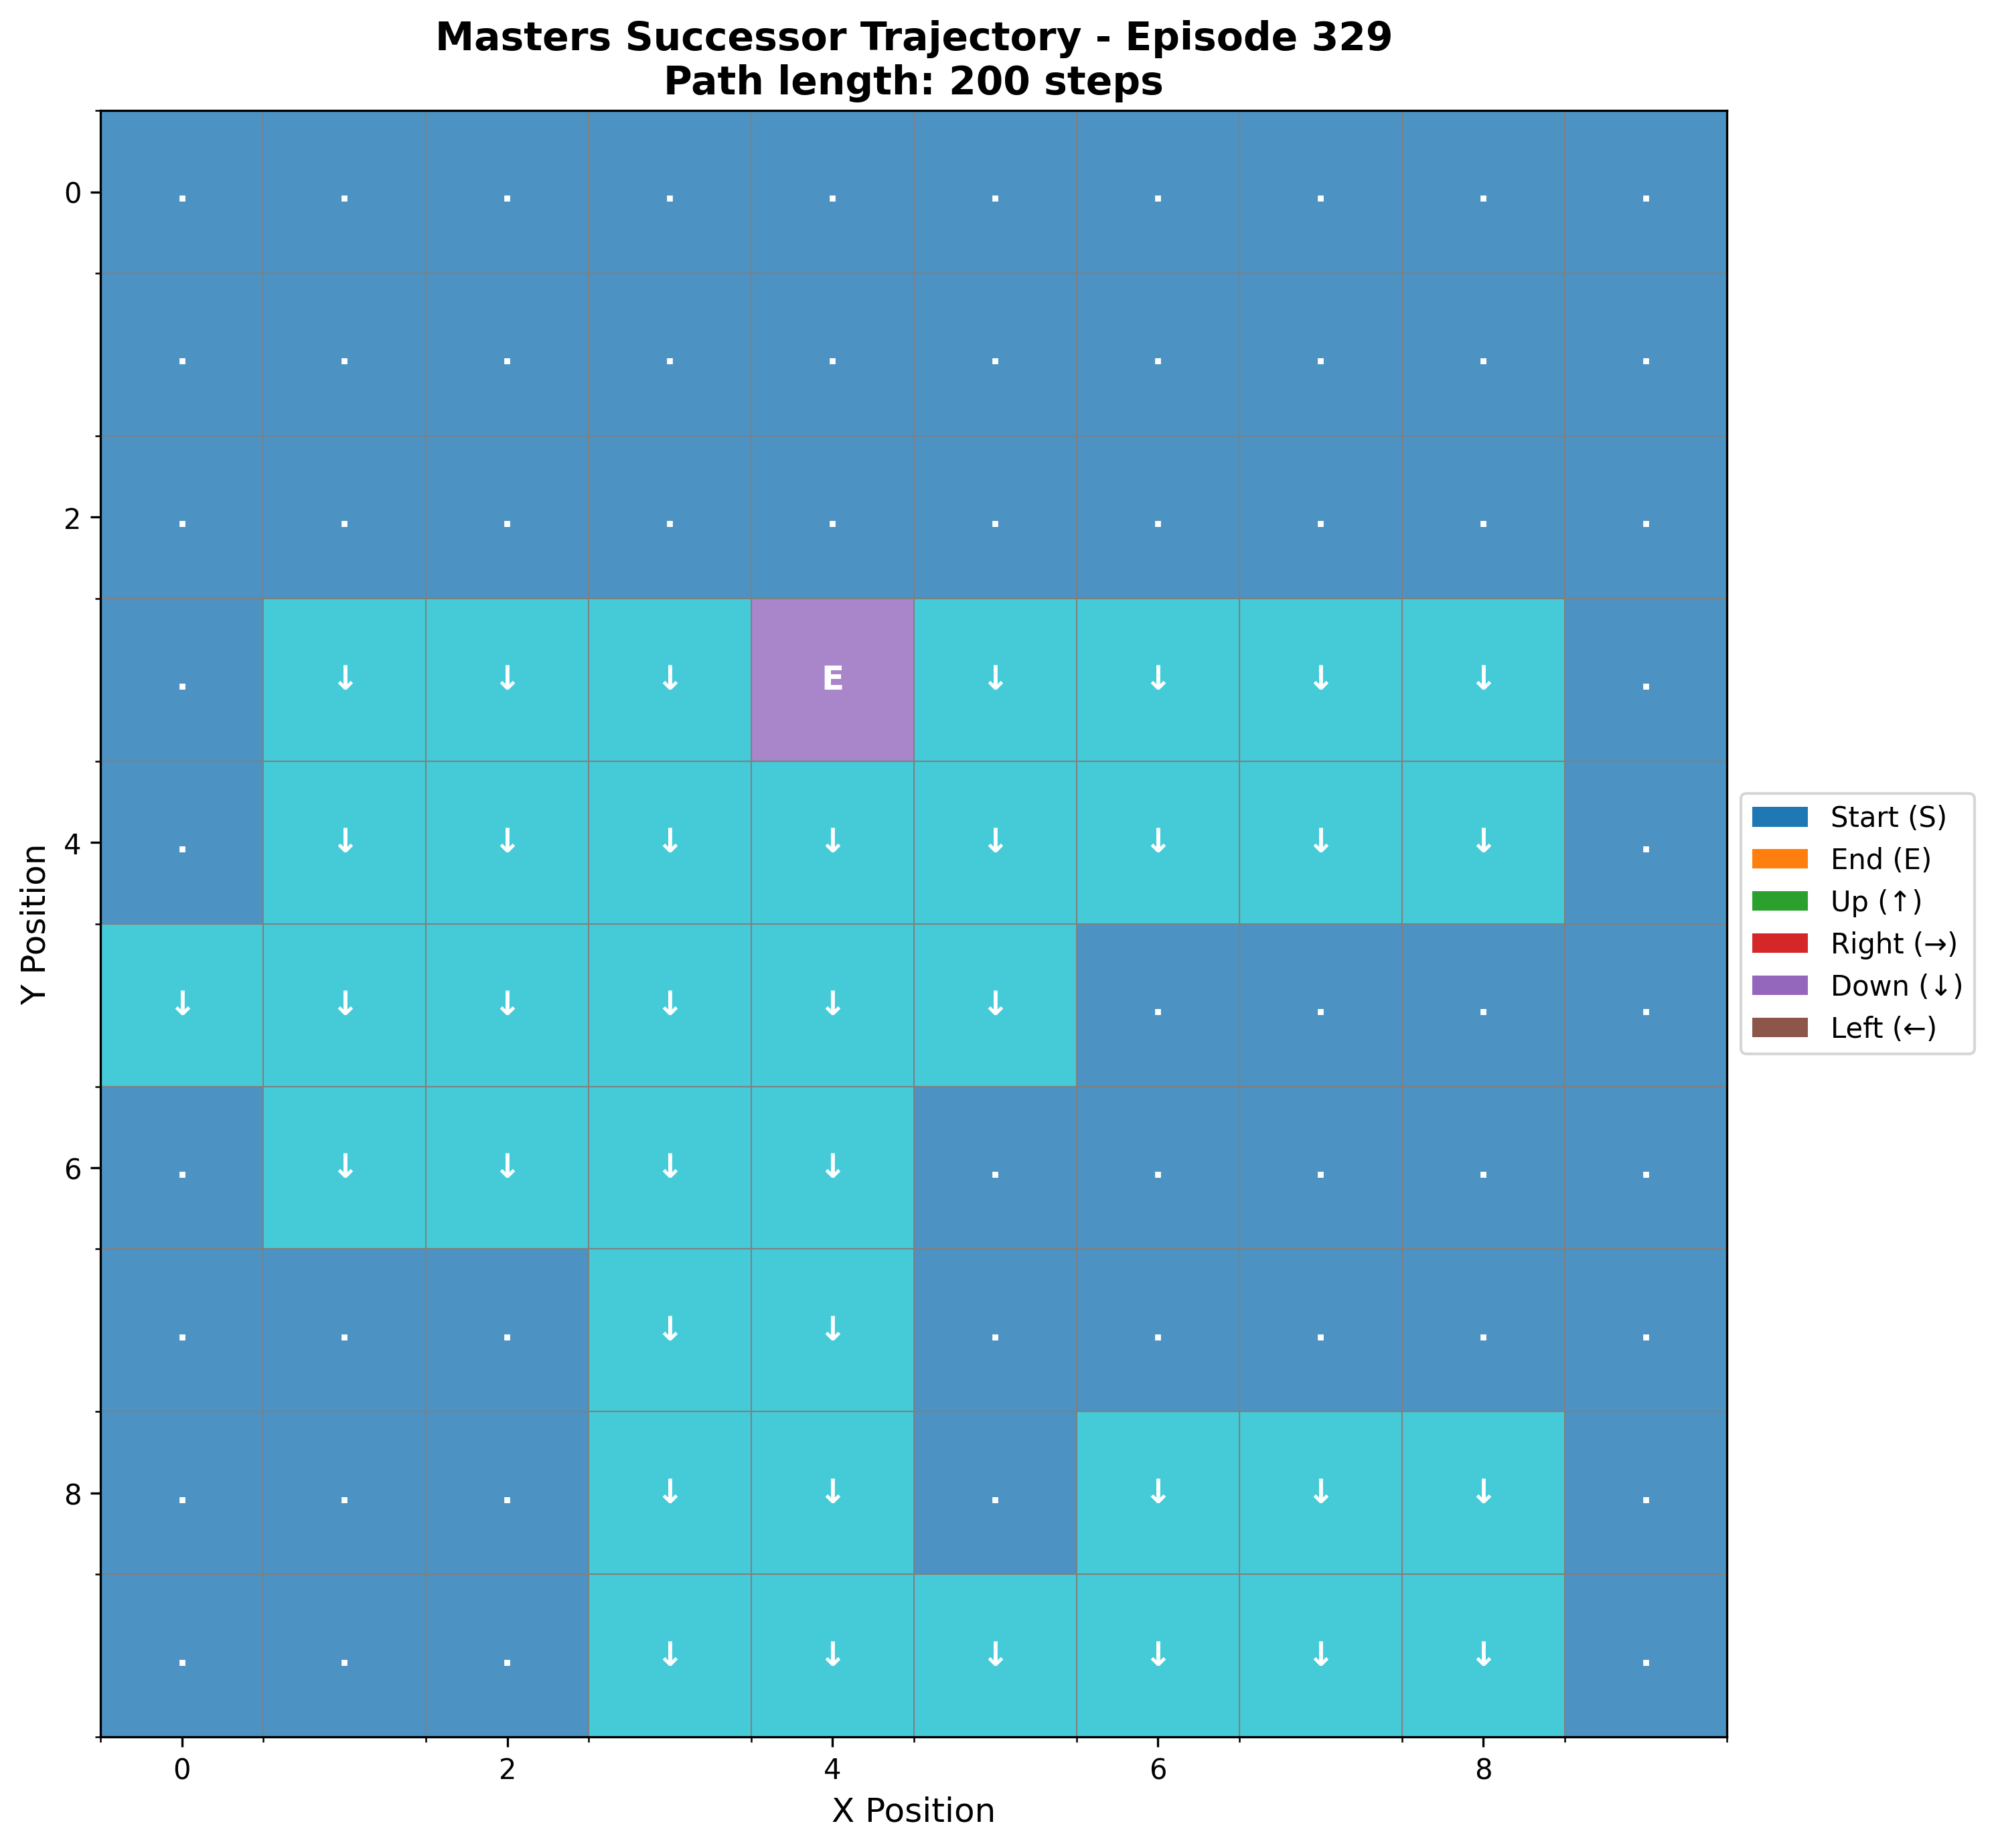 Masters Successor Trajectory - Episode 329
Path length: 200 steps
0 . . . . . . . . . .
. . . . . . . . . .
2 . . . . . . . . . .
. ↓ ↓ ↓ E ↓ ↓ ↓ ↓ .
4 . ↓ ↓ ↓ ↓ ↓ ↓ ↓ ↓ .
↓ ↓ ↓ ↓ ↓ ↓ . . . .
6 . ↓ ↓ ↓ ↓ . . . . .
. . . ↓ ↓ . . . . .
8 . . . ↓ ↓ . ↓ ↓ ↓ .
. . . ↓ ↓ ↓ ↓ ↓ ↓ .
0 2 4 6 8
X Position
Y Position
Start (S)
End (E)
Up (↑)
Right (→)
Down (↓)
Left (←)